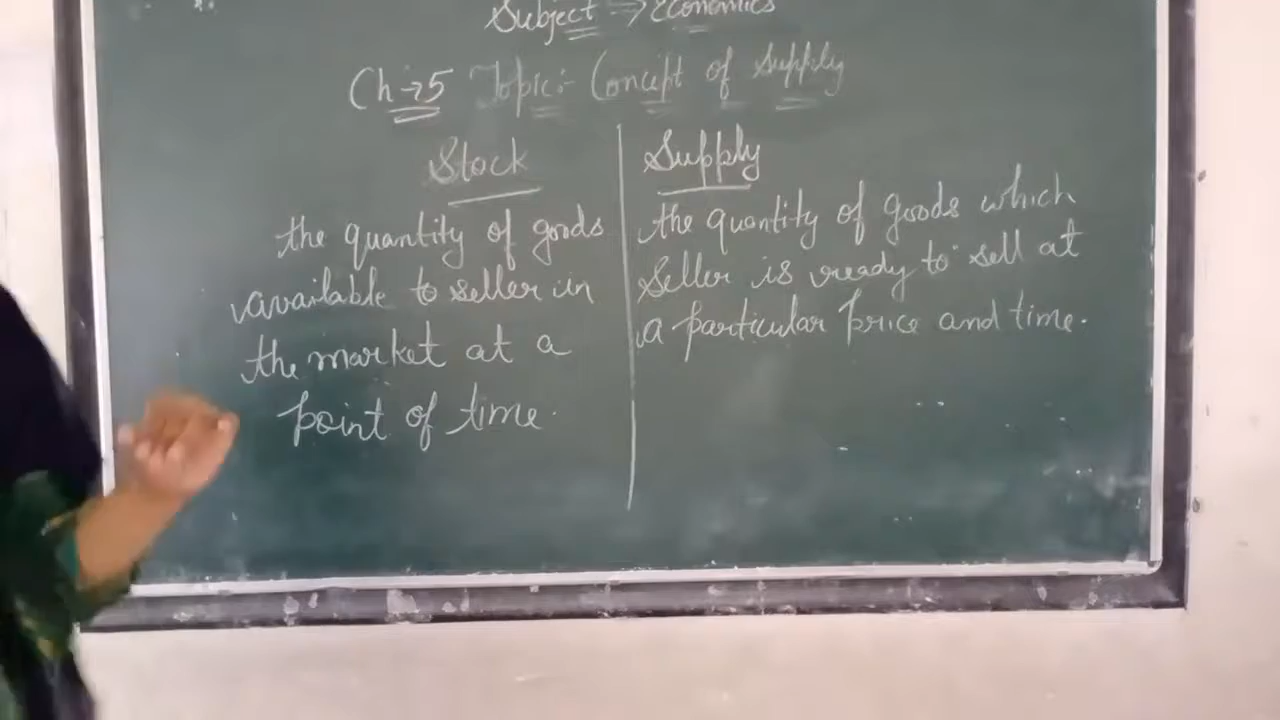 Subject → Economics
Ch → 5 Topic:- Concept of Supply
Stock
the quantity of goods
available to seller in
the market at a
point of time.
Supply
the quantity of goods which
seller is ready to sell at
a particular price and time.